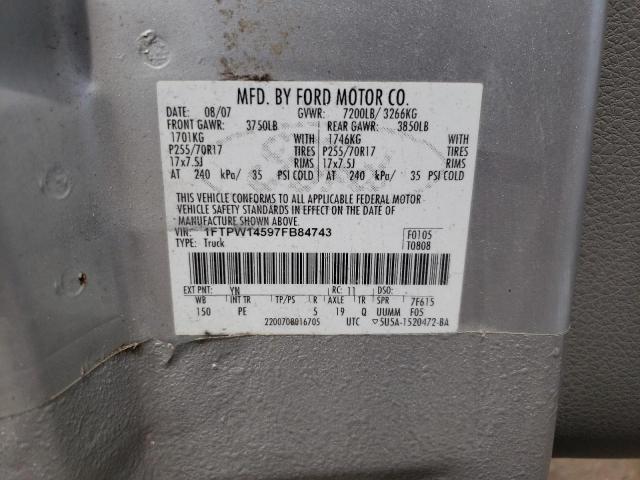 MFD. BY FORD MOTOR CO.
DATE: 08/07 GVWR: 7200LB/ 3266KG
FRONT GAWR: 3750LB REAR GAWR: 3850LB
1701KG WITH 1746KG WITH
P255/70R17 TIRES P255/70R17 TIRES
17x7.5J RIMS 17x7.5J RIMS
AT 240 kPa/ 35 PSI COLD AT 240 kPa/ 35 PSI COLD
THIS VEHICLE CONFORMS TO ALL APPLICABLE FEDERAL MOTOR
VEHICLE SAFETY STANDARDS IN EFFECT ON THE DATE OF
MANUFACTURE SHOWN ABOVE.
VIN: 1FTPW14597FB84743 F0105
TYPE: Truck T0808
EXT PNT: YN RC: 11 DSO:
WB INT TR TP/PS R AXLE TR SPR 7F615
150 PE 5 19 Q UUMM F05
220070801670S UTC ▽5U5A-1520472-BA